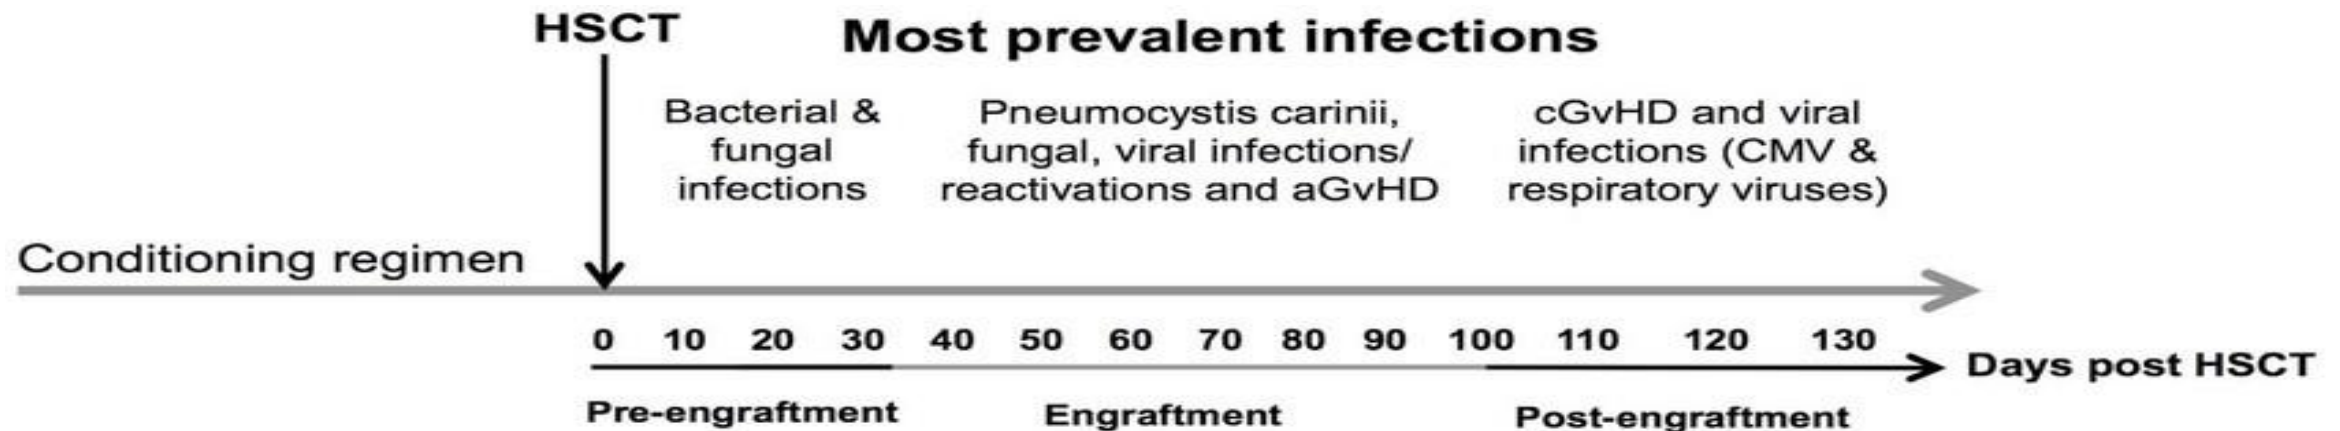 HSCT
Most prevalent infections
Bacterial &
fungal
infections
Pneumocystis carinii,
fungal, viral infections/
reactivations and aGvHD
cGvHD and viral
infections (CMV &
respiratory viruses)
Conditioning regimen
0 10 20 30 40 50 60 70 80 90 100 110 120 130
Days post HSCT
Pre-engraftment
Engraftment
Post-engraftment